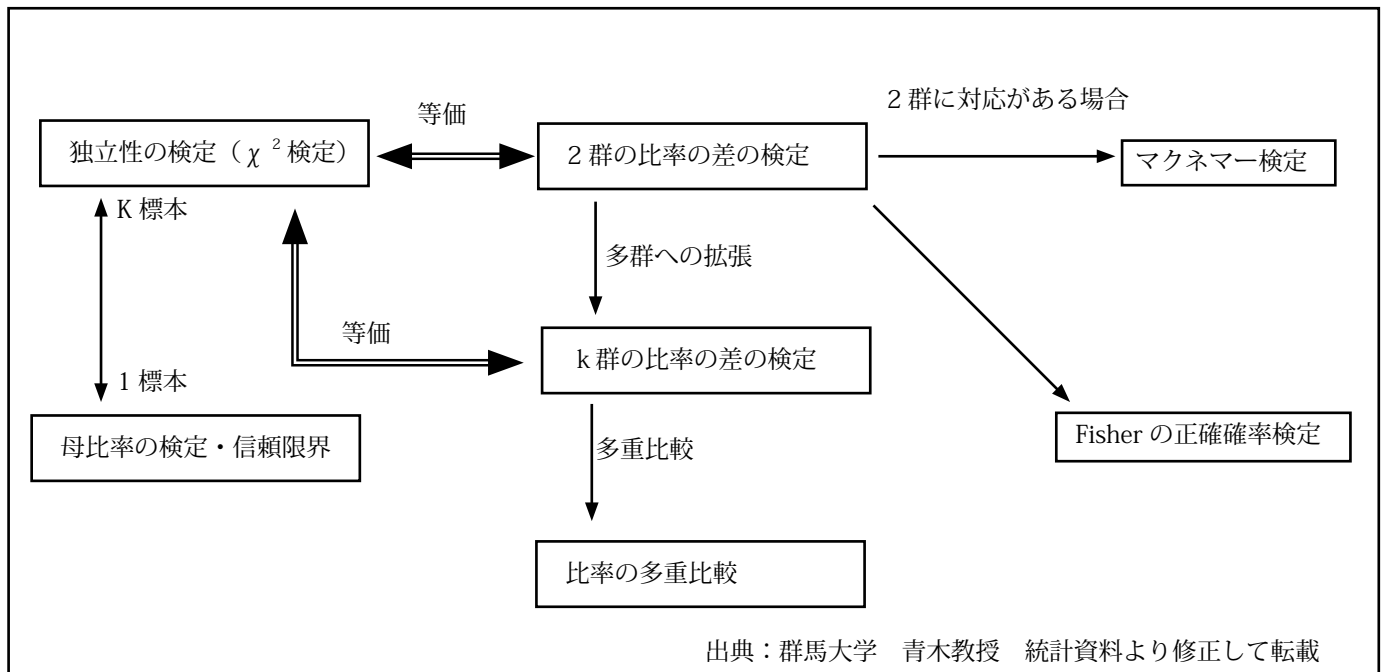 2 群に対応がある場合
等価
独立性の検定（ χ ² 検定）
2 群の比率の差の検定
マクネマー検定
K 標本
多群への拡張
等価
k 群の比率の差の検定
1 標本
母比率の検定・信頼限界
多重比較
Fisher の正確確率検定
比率の多重比較
出典：群馬大学　青木教授　統計資料より修正して転載